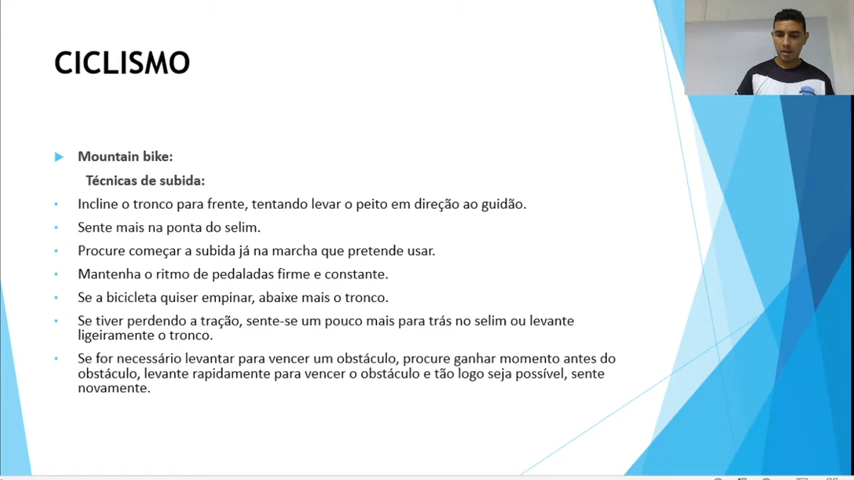 CICLISMO
Mountain bike:
Técnicas de subida:
Incline o tronco para frente, tentando levar o peito em direção ao guidão.
Sente mais na ponta do selim.
Procure começar a subida já na marcha que pretende usar.
Mantenha o ritmo de pedaladas firme e constante.
Se a bicicleta quiser empinar, abaixe mais o tronco.
Se tiver perdendo a tração, sente-se um pouco mais para trás no selim ou levante
ligeiramente o tronco.
Se for necessário levantar para vencer um obstáculo, procure ganhar momento antes do
obstáculo, levante rapidamente para vencer o obstáculo e tão logo seja possível, sente
novamente.